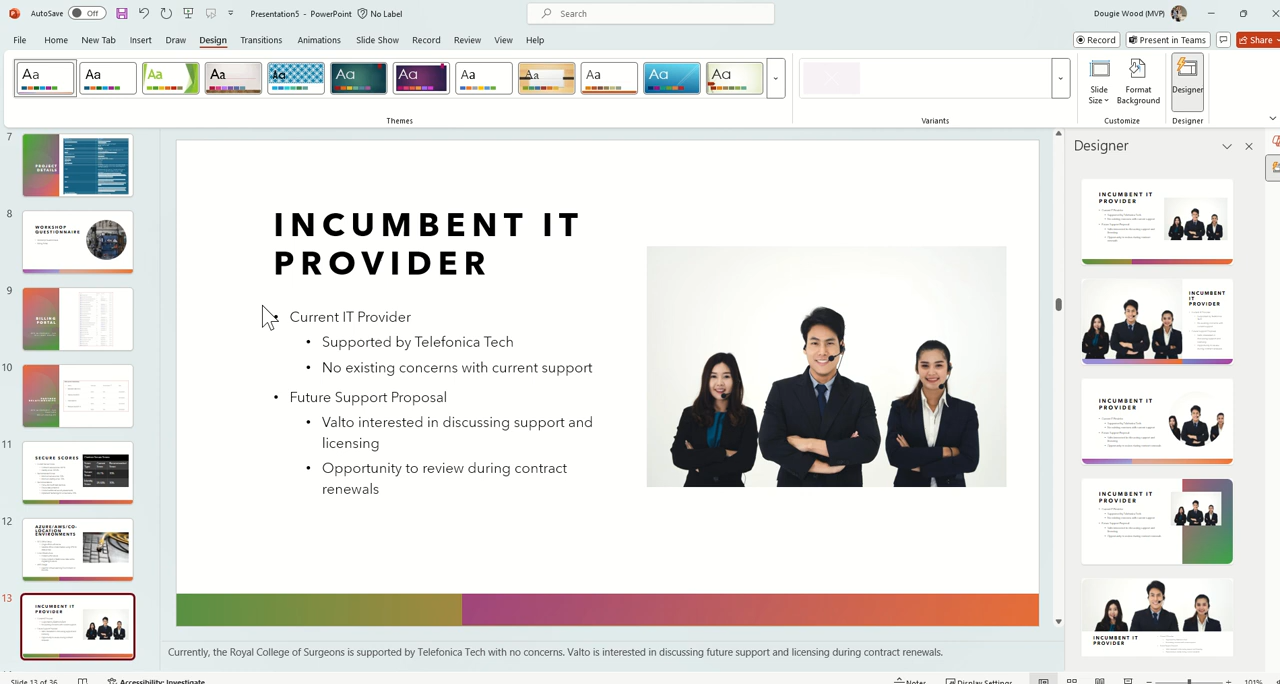 AutoSave Off Presentation5 - PowerPoint No Label Search Dougie Wood (MVP)
File Home New Tab Insert Draw Design Transitions Animations Slide Show Record Review View Help Record Present in Teams Share
Aa Aa Aa Aa Aa Aa Aa Aa Aa Aa Aa Aa
Slide Size Format Background Designer
Themes Variants Customize Designer
Designer
7
PROJECT DETAILS
8
WORKSHOP QUESTIONNAIRE
9
BILLING PORTAL
10
11
SECURE SCORES
12
AZURE/AWS/CO-LOCATION ENVIRONMENTS
13
INCUMBENT IT PROVIDER
INCUMBENT IT
PROVIDER
• Current IT Provider
Supported by Telefonica Tech
• No existing concerns with current support
• Future Support Proposal
• Valto interested in discussing support and
licensing
Opportunity to review during contract
renewals
INCUMBENT IT
PROVIDER
INCUMBENT
IT
PROVIDER
INCUMBENT IT
PROVIDER
INCUMBENT IT
PROVIDER
INCUMBENT IT
PROVIDER
Currently, the Royal College of Surgeons is supported by Telefonica Tech with no concerns. Valto is interested in discussing future support and licensing during contract renewals.
Slide 13 of 36 Accessibility: Investigate Notes Display Settings 101%